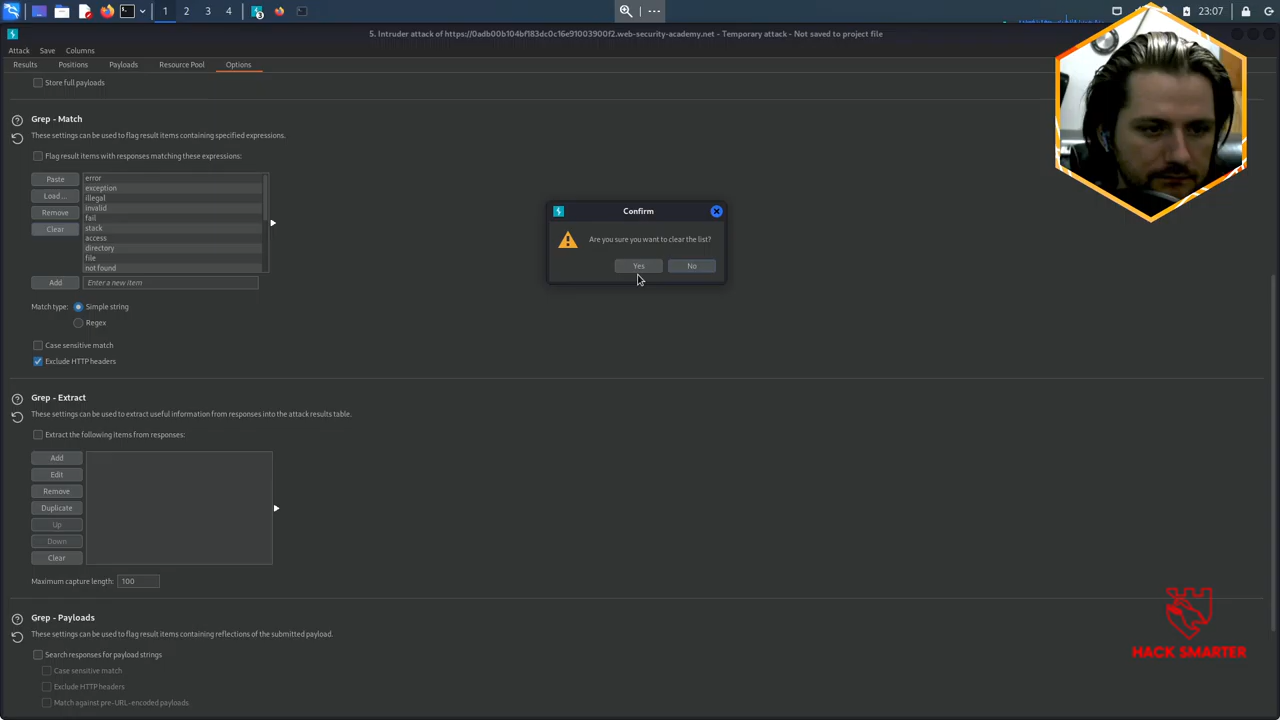 1
2
3
4
23:07
5. Intruder attack of https://0adb00b104bf183dc0c16e91003900f2.web-security-academy.net - Temporary attack - Not saved to project file
Attack Save Columns
Results Positions Payloads Resource Pool Options
Store full payloads
Grep - Match
These settings can be used to flag result items containing specified expressions.
Flag result items with responses matching these expressions:
Paste
Load...
Remove
Clear
error
exception
illegal
invalid
fail
stack
access
directory
file
not found
Add
Enter a new item
Match type: Simple string
Regex
Case sensitive match
Exclude HTTP headers
Confirm
Are you sure you want to clear the list?
Yes No
Grep - Extract
These settings can be used to extract useful information from responses into the attack results table.
Extract the following items from responses:
Add
Edit
Remove
Duplicate
Up
Down
Clear
Maximum capture length: 100
Grep - Payloads
These settings can be used to flag result items containing reflections of the submitted payload.
Search responses for payload strings
Case sensitive match
Exclude HTTP headers
Match against pre-URL-encoded payloads
HACK SMARTER